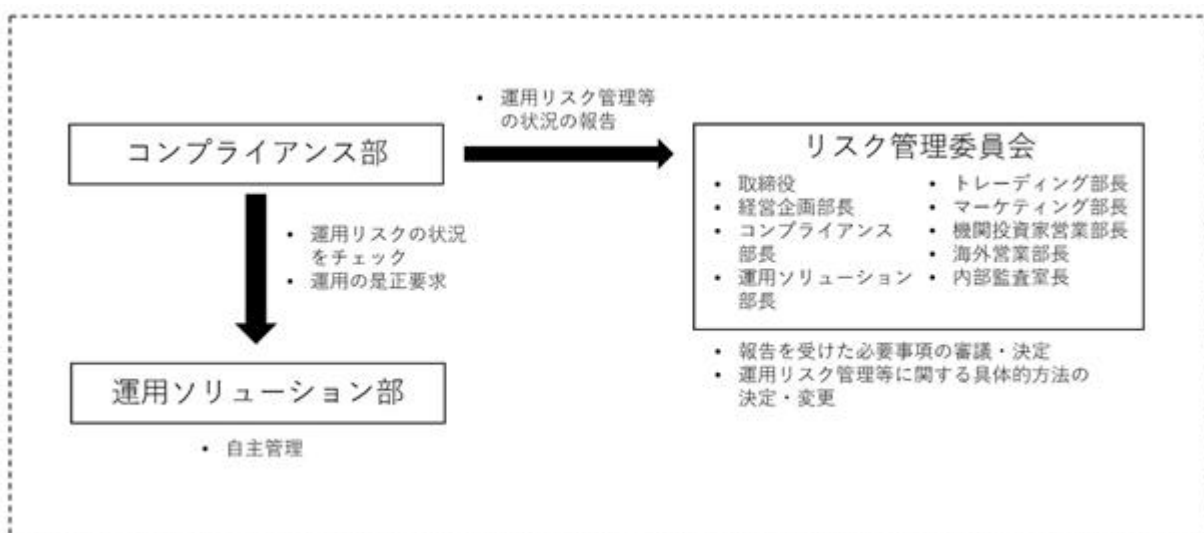 • 運用リスク管理等
の状況の報告
コンプライアンス部
リスク管理委員会
• 取締役
• 経営企画部長
• コンプライアンス
部長
• 運用ソリューション
部長
• トレーディング部長
• マーケティング部長
• 機関投資家営業部長
• 海外営業部長
• 内部監査室長
• 運用リスクの状況
をチェック
• 運用の是正要求
• 報告を受けた必要事項の審議・決定
• 運用リスク管理等に関する具体的方法の
決定・変更
運用ソリューション部
• 自主管理